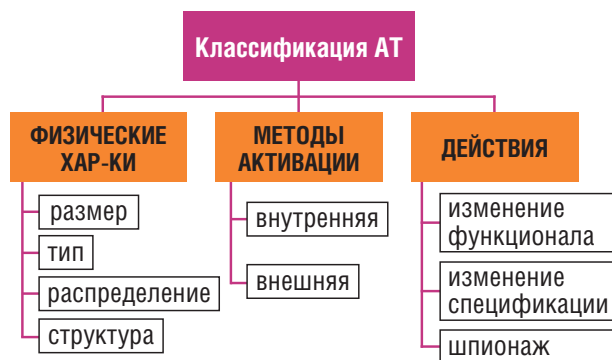 Классификация АТ
ФИЗИЧЕСКИЕ
ХАР-КИ
размер
тип
распределение
структура
МЕТОДЫ
АКТИВАЦИИ
внутренняя
внешняя
ДЕЙСТВИЯ
изменение
функционала
изменение
спецификации
шпионаж